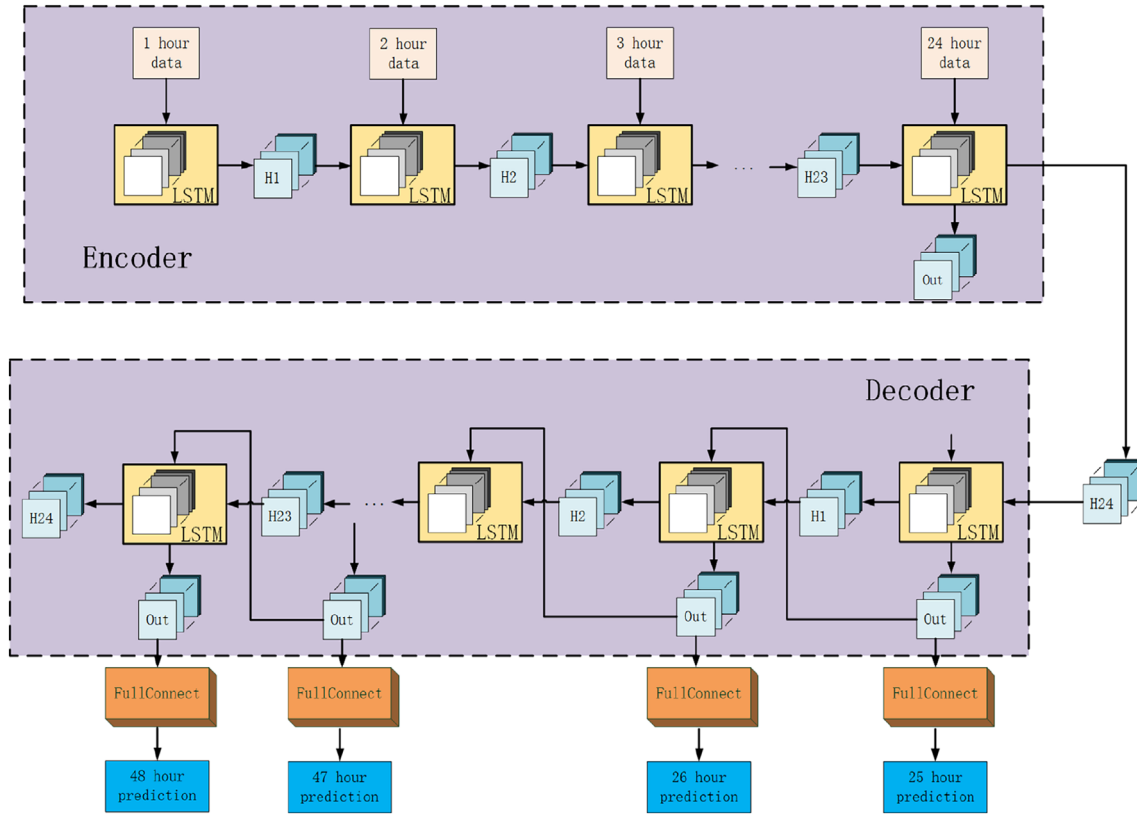 1 hour
data
2 hour
data
3 hour
data
24 hour
data
LSTM
H1
LSTM
H2
LSTM
...
H23
LSTM
Out
Encoder
Decoder
H24
LSTM
H23
...
LSTM
H2
LSTM
H1
LSTM
H24
Out
Out
Out
Out
FullConnect
FullConnect
FullConnect
FullConnect
48 hour
prediction
47 hour
prediction
26 hour
prediction
25 hour
prediction